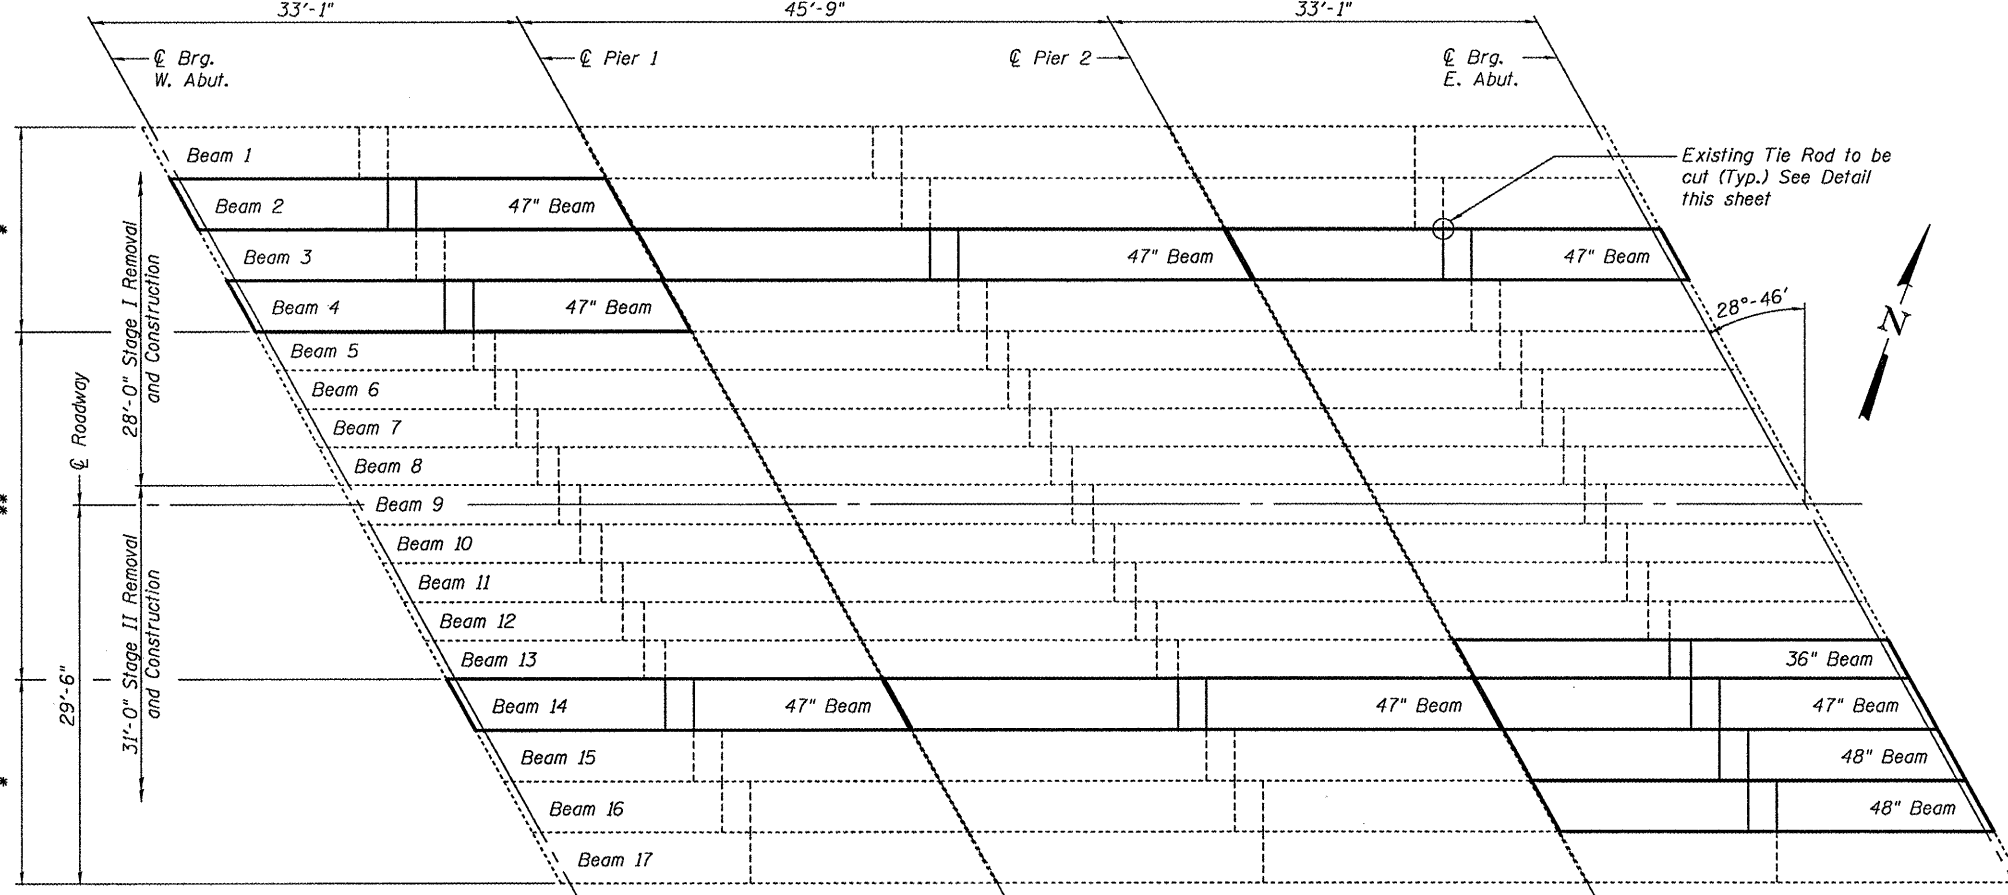 33'-1"
45'-9"
33'-1"
℄ Brg.
W. Abut.
℄ Pier 1
℄ Pier 2
℄ Brg.
E. Abut.
Existing Tie Rod to be
cut (Typ.) See Detail
this sheet
Beam 1
Beam 2
47" Beam
*
Beam 3
47" Beam
47" Beam
Beam 4
47" Beam
28°-46'
N
28'-0" Stage I Removal
and Construction
Beam 5
Beam 6
Beam 7
Beam 8
℄ Roadway
**
Beam 9
Beam 10
Beam 11
Beam 12
31'-0" Stage II Removal
and Construction
29'-6"
Beam 13
36" Beam
Beam 14
47" Beam
47" Beam
47" Beam
Beam 15
48" Beam
*
Beam 16
48" Beam
Beam 17